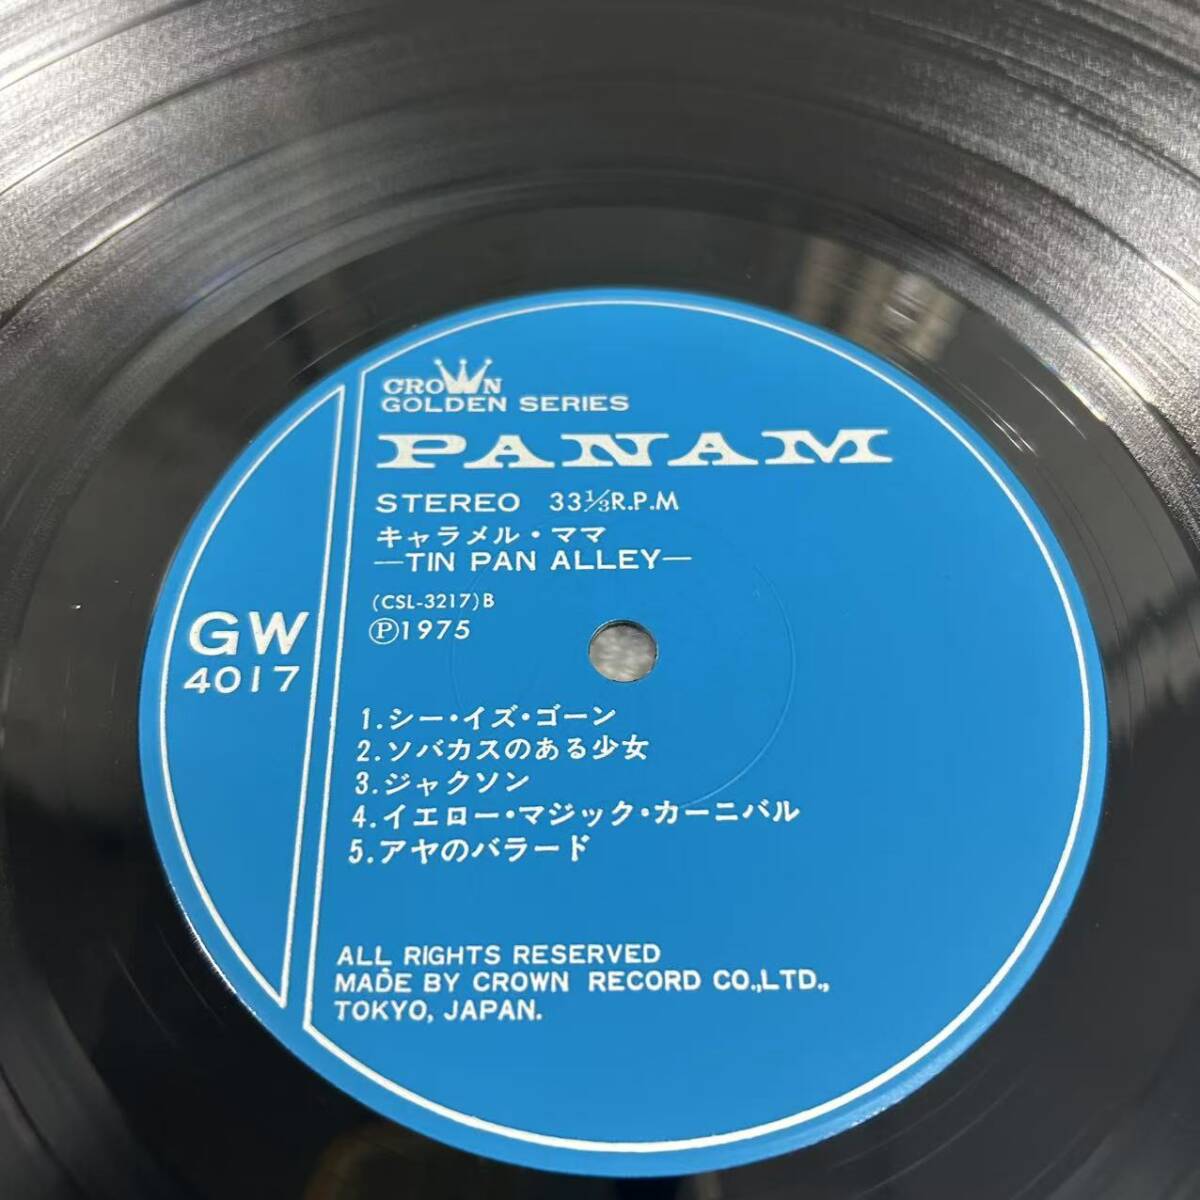 CROWN
GOLDEN SERIES
PANAM
STEREO 33⅓R.P.M
キャラメル・ママ
—TIN PAN ALLEY—
(CSL-3217)B
Ⓟ1975
GW
4017
1.シー・イズ・ゴーン
2.ソバカスのある少女
3.ジャクソン
4.イエロー・マジック・カーニバル
5.アヤのバラード
ALL RIGHTS RESERVED
MADE BY CROWN RECORD CO.,LTD.,
TOKYO, JAPAN.